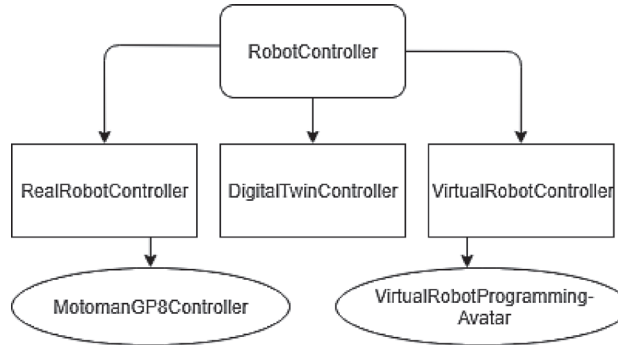 RobotController
RealRobotController
DigitalTwinController
VirtualRobotController
MotomanGP8Controller
VirtualRobotProgramming-
Avatar